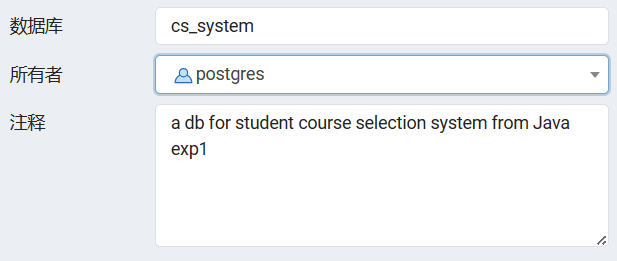 数据库 cs_system
所有者 postgres
注释 a db for student course selection system from Java
exp1